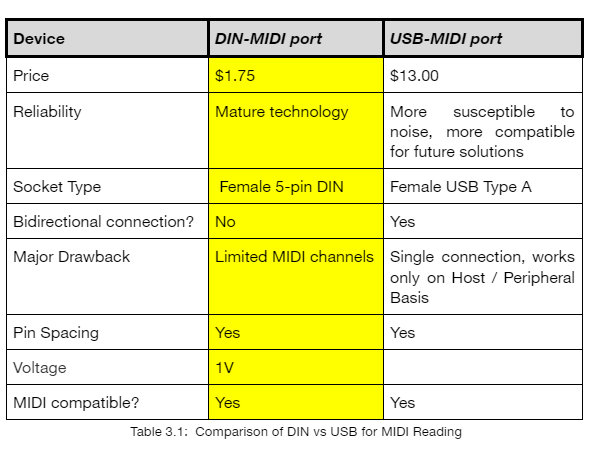 Device DIN-MIDI port USB-MIDI port
Price $1.75 $13.00
Reliability Mature technology More susceptible to
noise, more compatible
for future solutions
Socket Type Female 5-pin DIN Female USB Type A
Bidirectional connection? No Yes
Major Drawback Limited MIDI channels Single connection, works
only on Host / Peripheral
Basis
Pin Spacing Yes Yes
Voltage 1V
MIDI compatible? Yes Yes
Table 3.1: Comparison of DIN vs USB for MIDI Reading